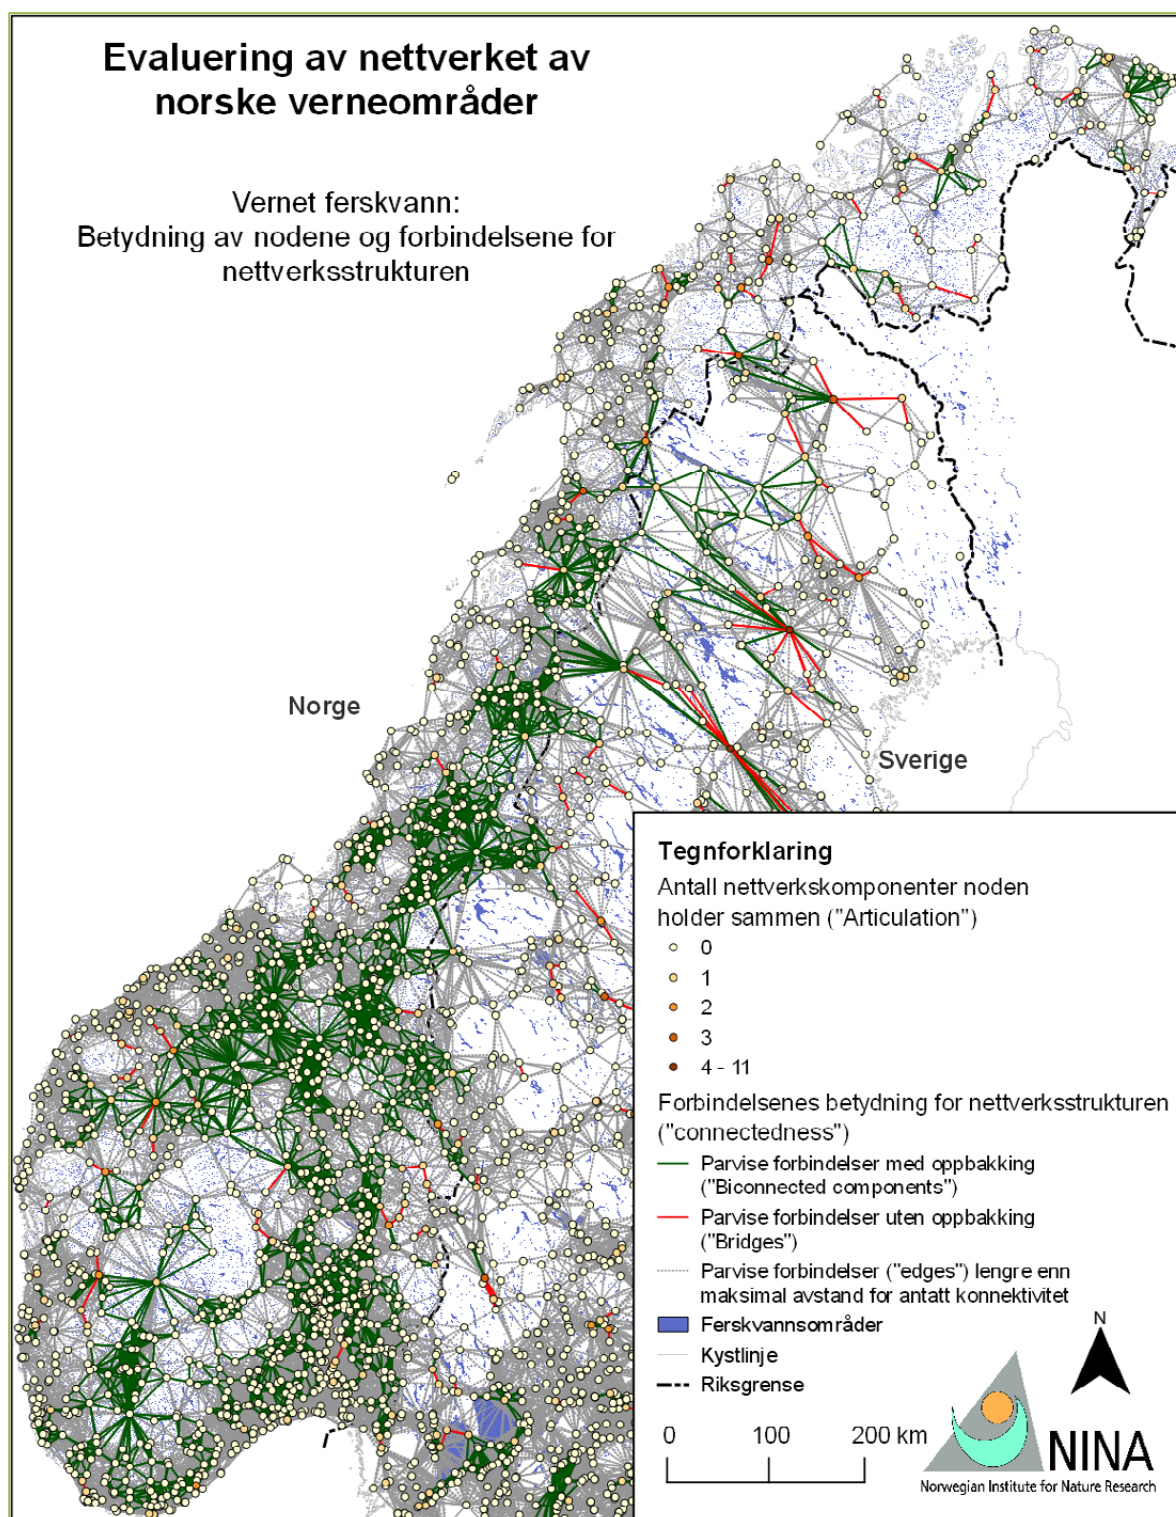 Evaluering av nettverket av
norske verneområder
Vernet ferskvann:
Betydning av nodene og forbindelsene for
nettverksstrukturen
Norge
Sverige
Tegnforklaring
Antall nettverkskomponenter noden
holder sammen ("Articulation")
0
1
2
3
4 - 11
Forbindelsenes betydning for nettverksstrukturen
("connectedness")
Parvise forbindelser med oppbakking
("Biconnected components")
Parvise forbindelser uten oppbakking
("Bridges")
Parvise forbindelser ("edges") lengre enn
maksimal avstand for antatt konnektivitet
Ferskvannsområder
Kystlinje
Riksgrense
N
0 100 200 km
NINA
Norwegian Institute for Nature Research